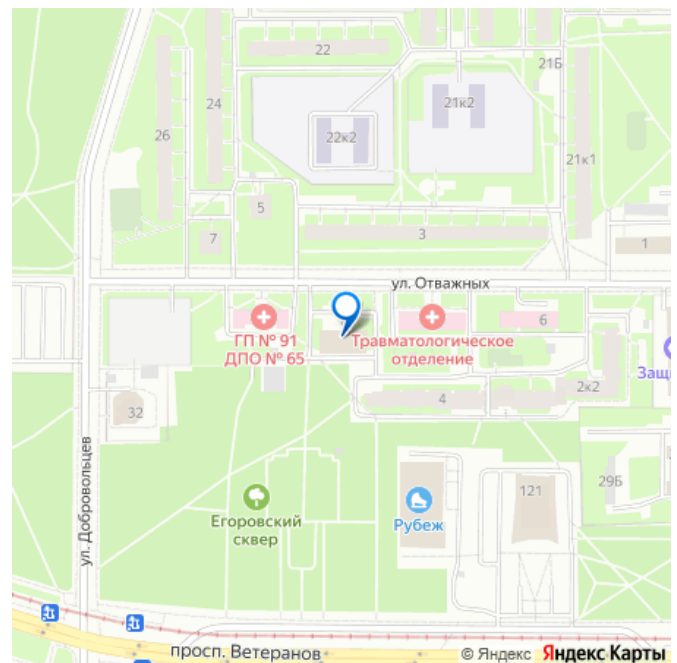 22
21Б
24
21к2
26
22к2
21к1
5
7
3
1
ул. Отважных
6
ГП № 91
ДПО № 65
Травматологическое
отделение
Защ
2к2
4
32
ул. Добровольцев
121
29Б
Егоровский
сквер
Рубеж
просп. Ветеранов
© Яндекс Яндекс Карты